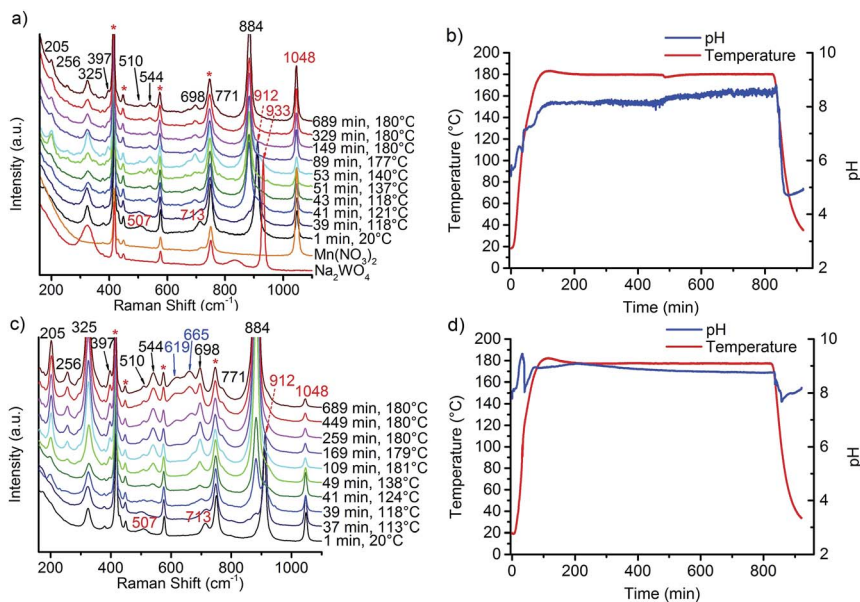 a)
205
256
325
397
*
510
544
*
*
698
*
771
884
912
933
1048
689 min, 180°C
329 min, 180°C
149 min, 180°C
89 min, 177°C
53 min, 140°C
51 min, 137°C
43 min, 118°C
41 min, 121°C
39 min, 118°C
1 min, 20°C
Mn(NO₃)₂
Na₂WO₄
507
713
Intensity (a.u.)
200 400 600 800 1000
Raman Shift (cm⁻¹)
b)
pH
Temperature
200
180
160
140
120
100
80
60
40
20
0
Temperature (°C)
10
8
6
4
2
pH
0 200 400 600 800
Time (min)
c)
205
256
325
397
*
510
*
544
*
619
665
698
*
771
884
912
1048
689 min, 180°C
449 min, 180°C
259 min, 180°C
169 min, 179°C
109 min, 181°C
49 min, 138°C
41 min, 124°C
39 min, 118°C
37 min, 113°C
1 min, 20°C
507
713
Intensity (a.u.)
200 400 600 800 1000
Raman Shift(cm⁻¹)
d)
pH
Temperature
200
180
160
140
120
100
80
60
40
20
0
Temperature (°C)
10
8
6
4
2
pH
0 200 400 600 800
Time (min)